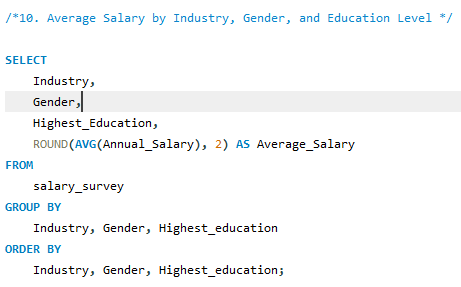 /*10. Average Salary by Industry, Gender, and Education Level */
SELECT
Industry,
Gender,
Highest_Education,
ROUND(AVG(Annual_Salary), 2) AS Average_Salary
FROM
salary_survey
GROUP BY
Industry, Gender, Highest_education
ORDER BY
Industry, Gender, Highest_education;